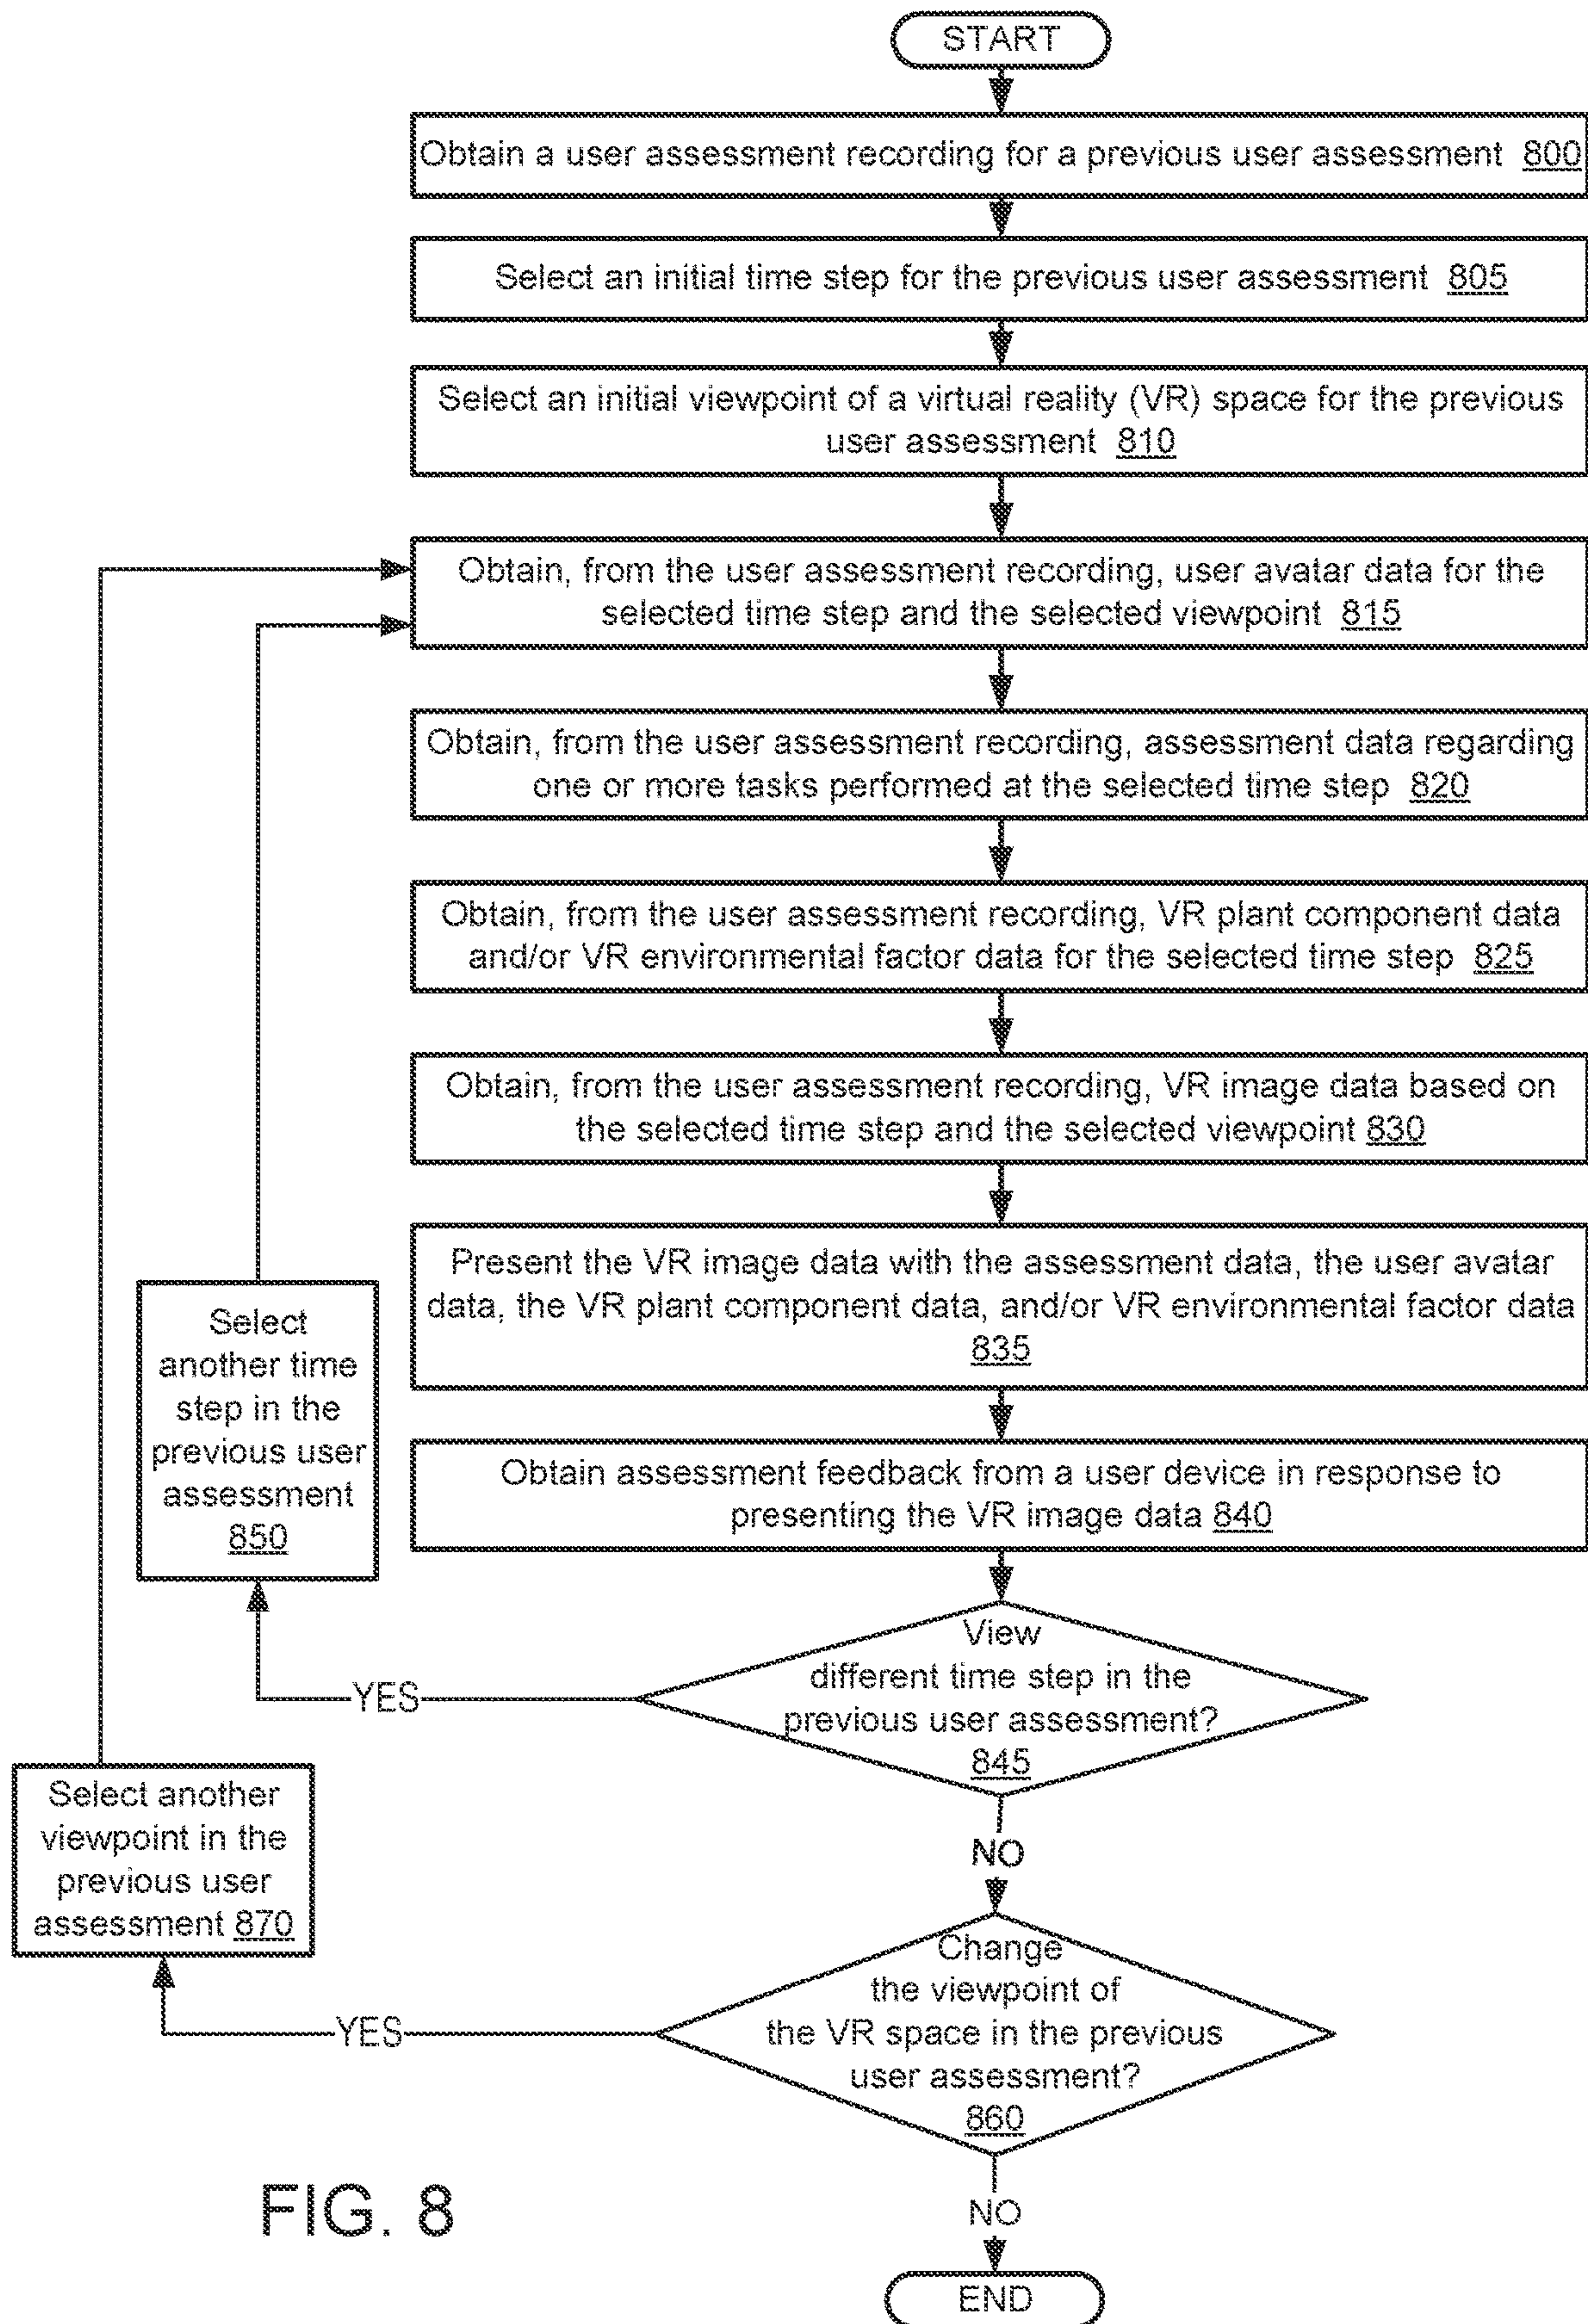 START
Obtain a user assessment recording for a previous user assessment 800
Select an initial time step for the previous user assessment 805
Select an initial viewpoint of a virtual reality (VR) space for the previous
user assessment 810
Obtain, from the user assessment recording, user avatar data for the
selected time step and the selected viewpoint 815
Obtain, from the user assessment recording, assessment data regarding
one or more tasks performed at the selected time step 820
Obtain, from the user assessment recording, VR plant component data
and/or VR environmental factor data for the selected time step 825
Obtain, from the user assessment recording, VR image data based on
the selected time step and the selected viewpoint 830
Present the VR image data with the assessment data, the user avatar
data, the VR plant component data, and/or VR environmental factor data
835
Select
another time
step in the
previous user
assessment
850
Obtain assessment feedback from a user device in response to
presenting the VR image data 840
View
different time step in the
previous user assessment?
845
YES
Select another
viewpoint in the
previous user
assessment 870
NO
Change
the viewpoint of
the VR space in the previous
user assessment?
860
YES
NO
FIG. 8
END